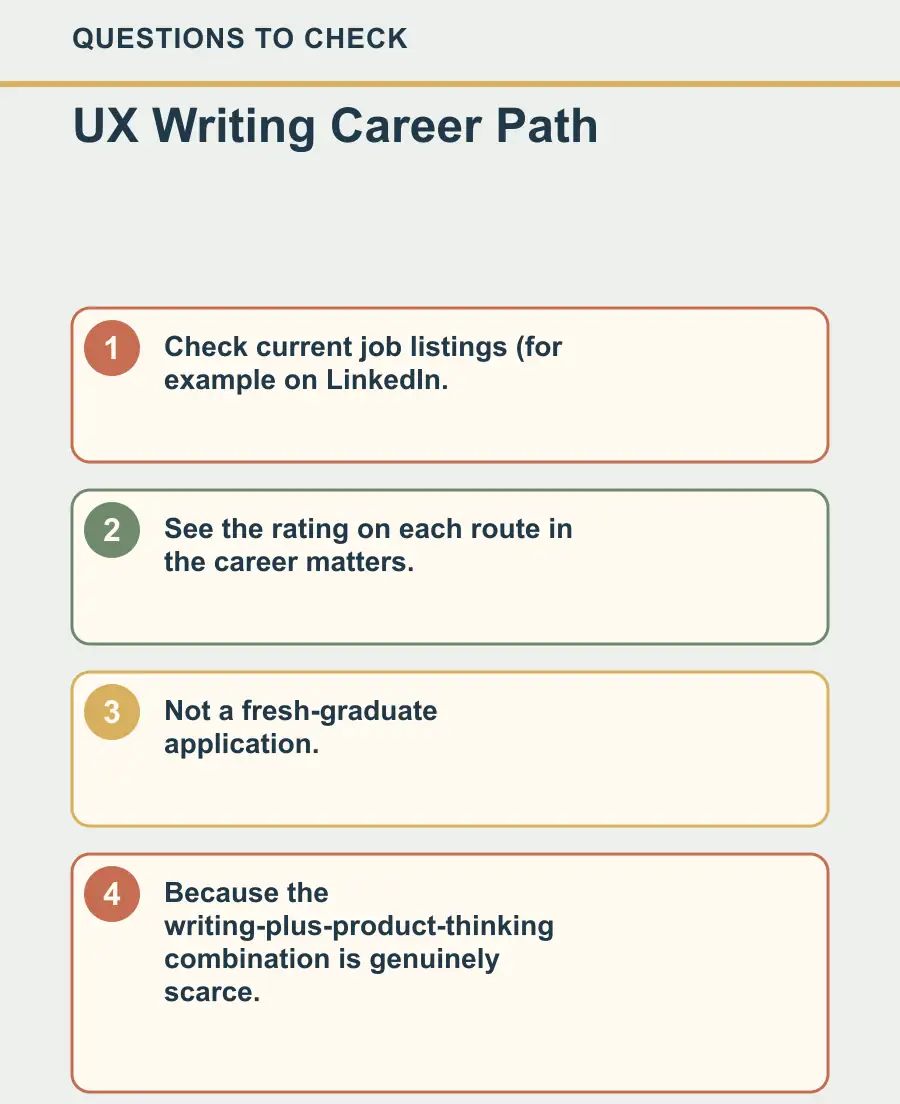 QUESTIONS TO CHECK
UX Writing Career Path
1
Check current job listings (for
example on LinkedIn.
2
See the rating on each route in
the career matters.
3
Not a fresh-graduate
application.
4
Because the
writing-plus-product-thinking
combination is genuinely
scarce.